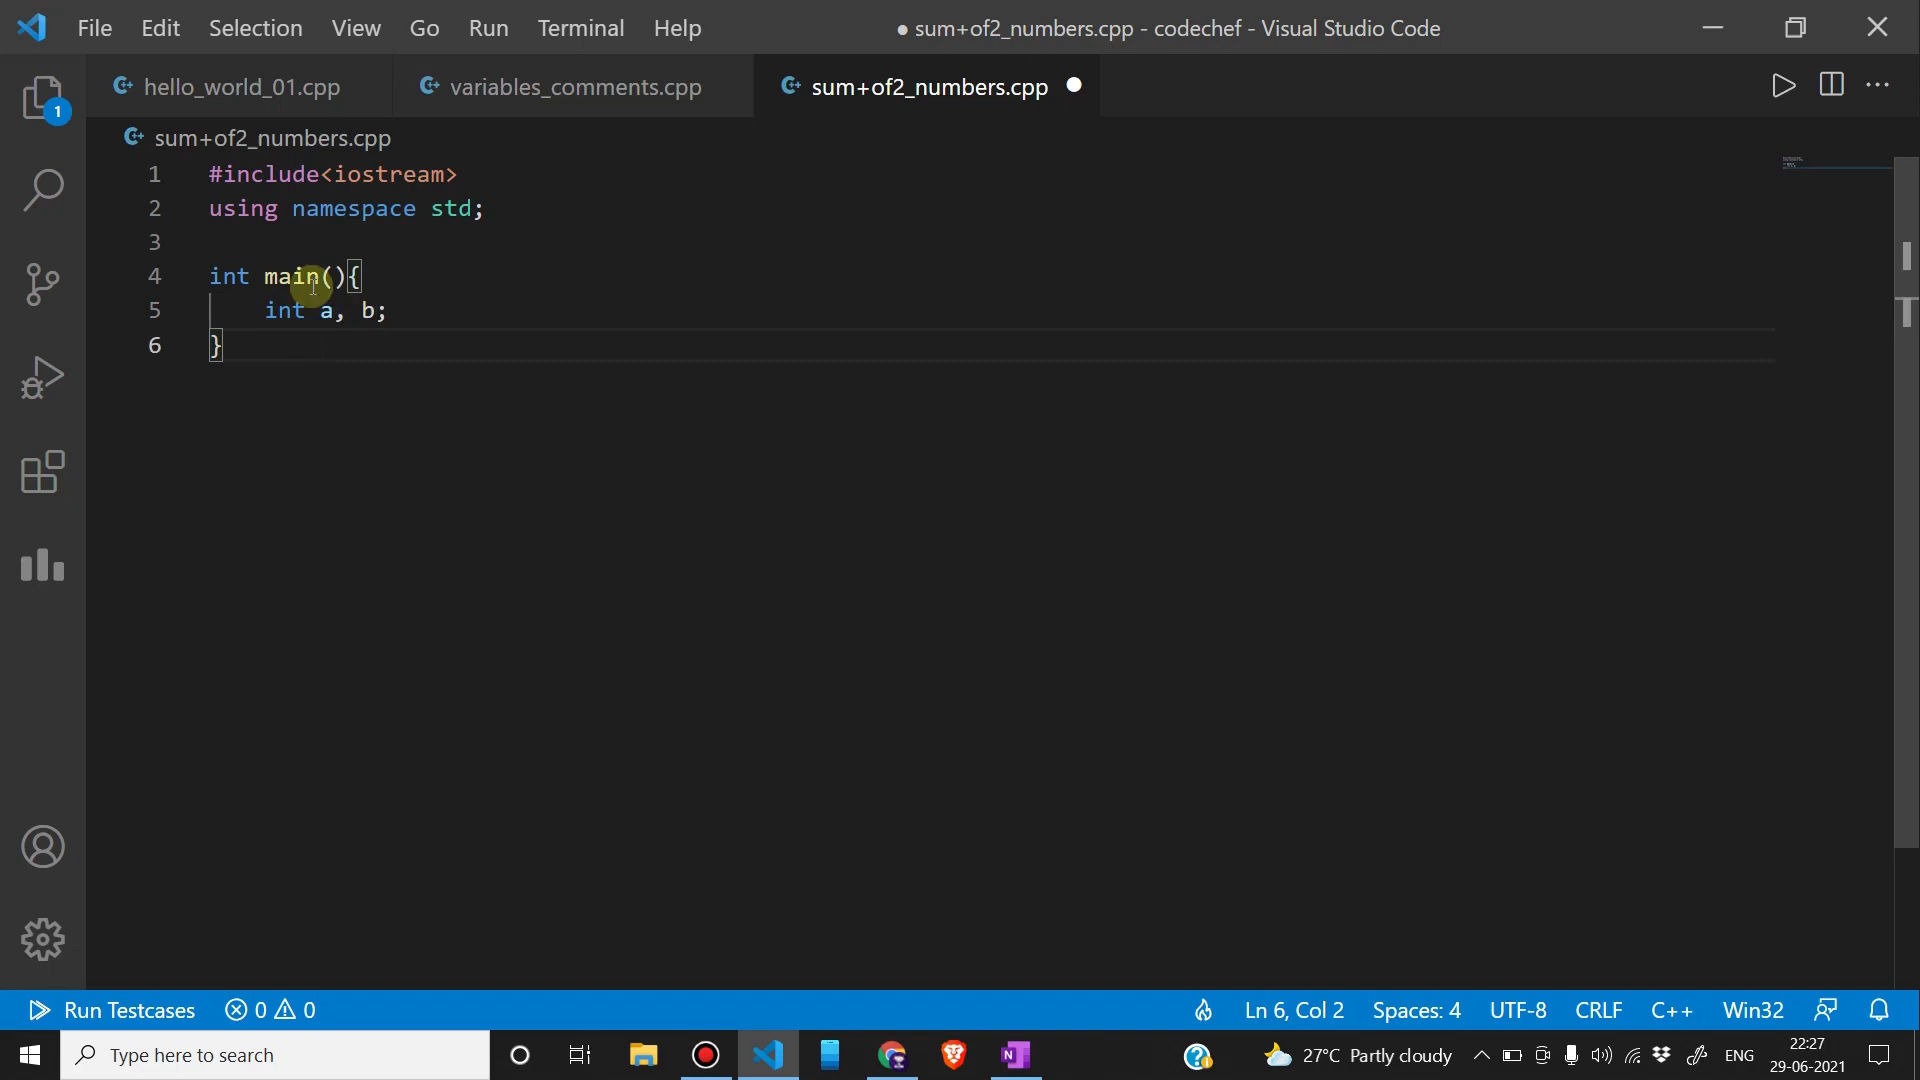 File Edit Selection View Go Run Terminal Help ● sum+of2_numbers.cpp - codechef - Visual Studio Code
hello_world_01.cpp variables_comments.cpp sum+of2_numbers.cpp
1
sum+of2_numbers.cpp
1 #include<iostream>
2 using namespace std;
3
4 int main(){
5 int a, b;
6 }
Run Testcases 0 0 Ln 6, Col 2 Spaces: 4 UTF-8 CRLF C++ Win32
Type here to search N 27°C Partly cloudy ENG 22:27
29-06-2021